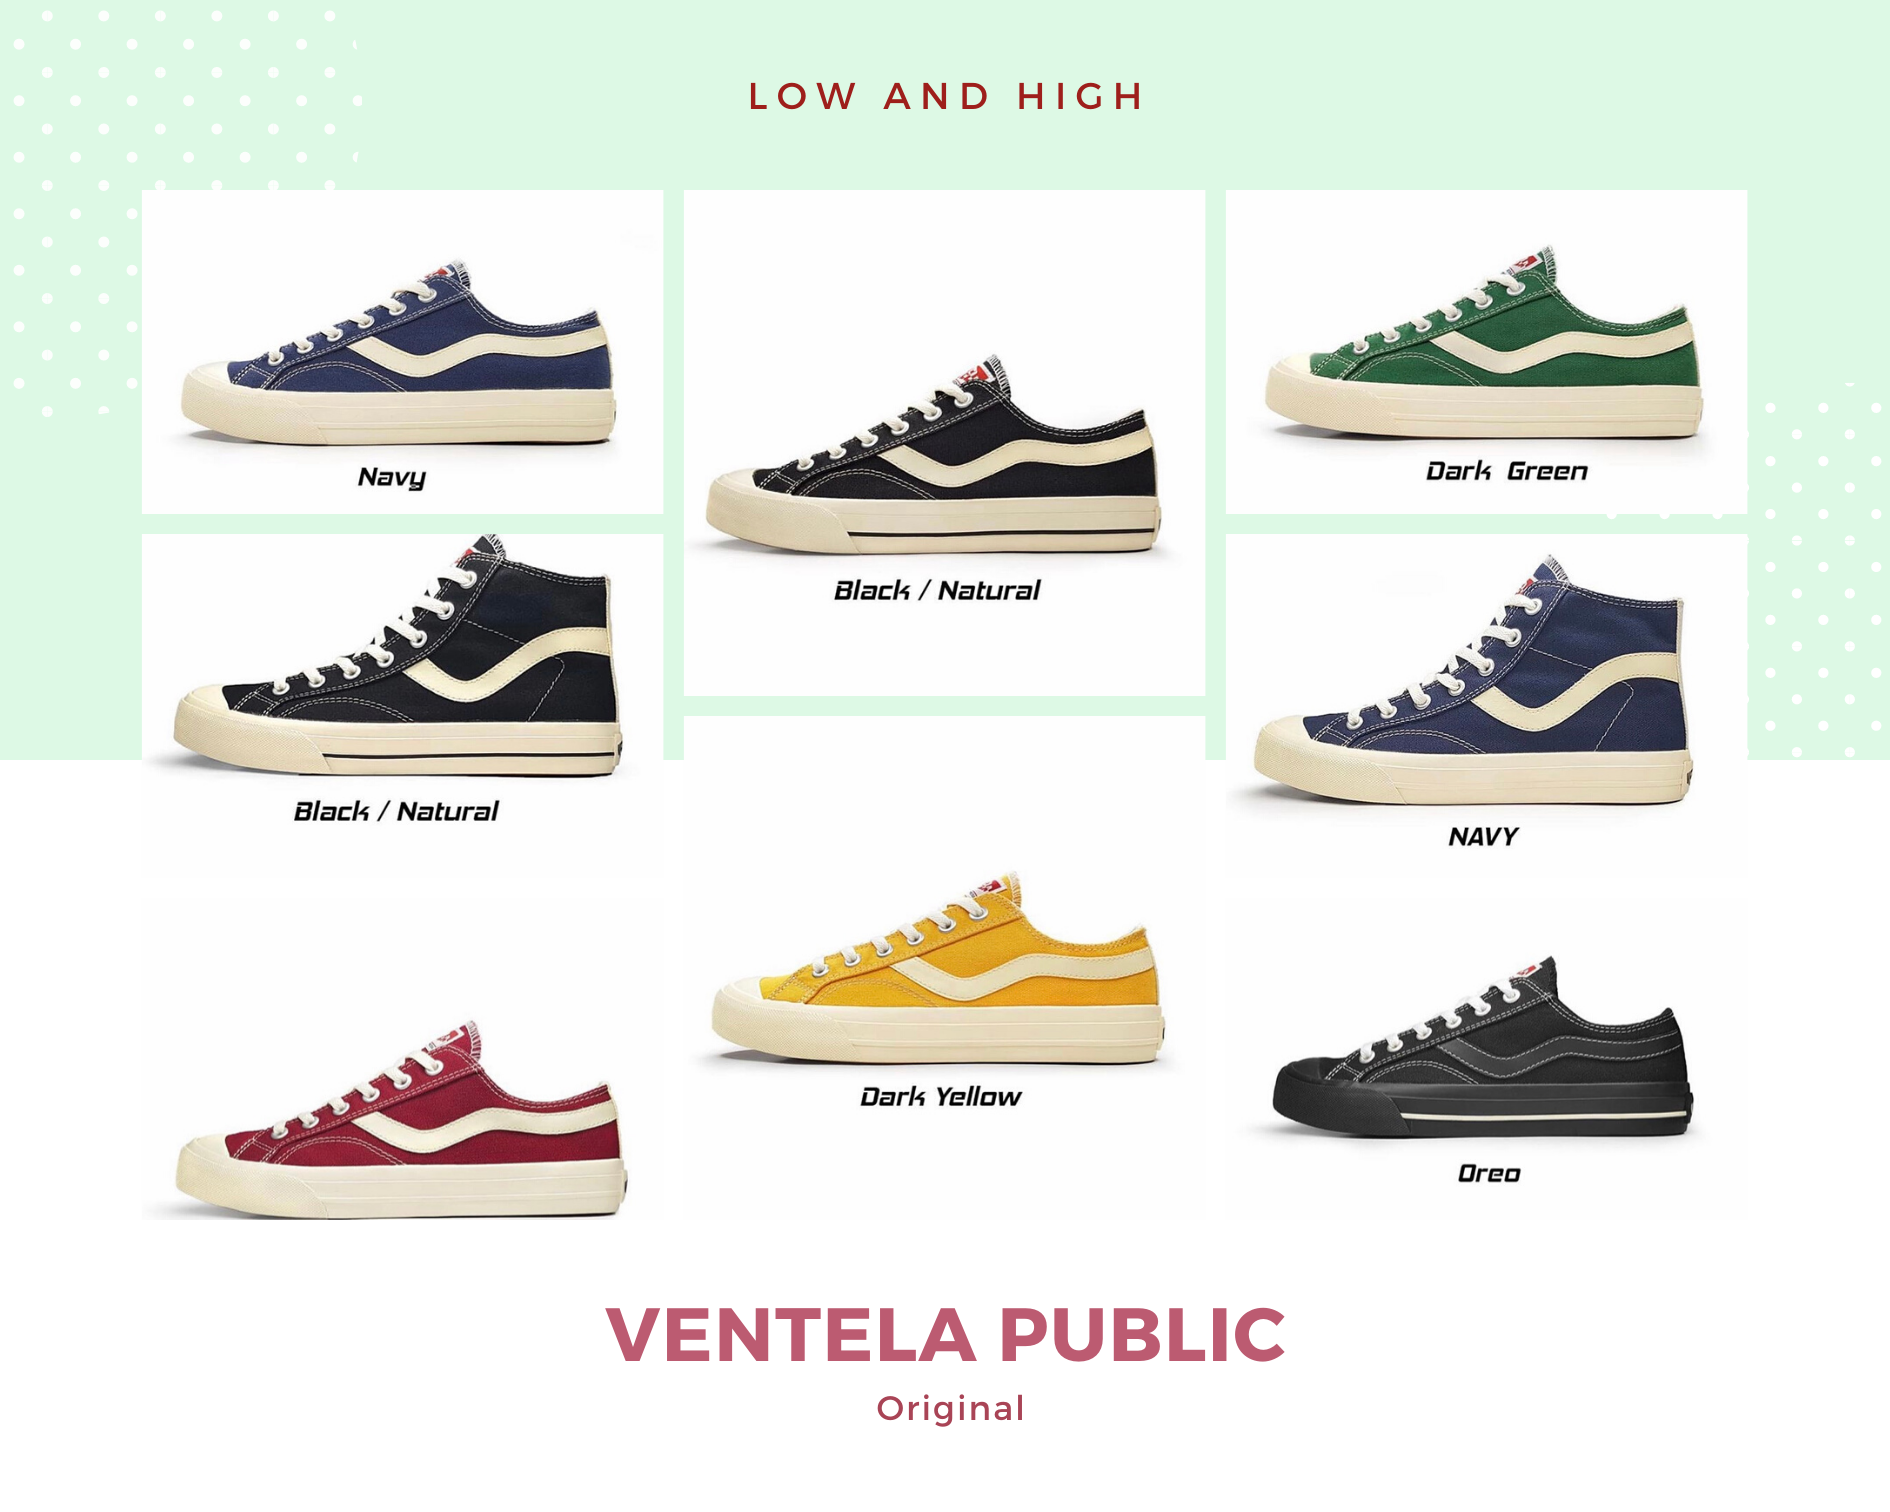 LOW AND HIGH
Navy
Black / Natural
Dark Green
Black / Natural
NAVY
Dark Yellow
Oreo
VENTELA PUBLIC
Original